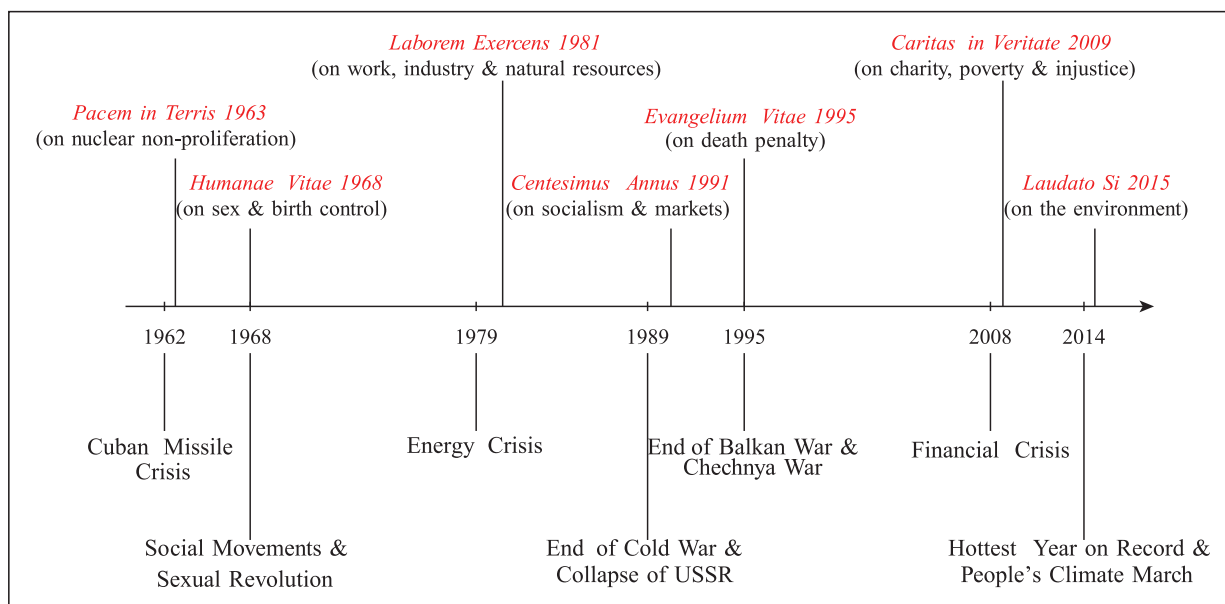 Laborem Exercens 1981
(on work, industry & natural resources)
Caritas in Veritate 2009
(on charity, poverty & injustice)
Pacem in Terris 1963
(on nuclear non-proliferation)
Evangelium Vitae 1995
(on death penalty)
Humanae Vitae 1968
(on sex & birth control)
Centesimus Annus 1991
(on socialism & markets)
Laudato Si 2015
(on the environment)
1962 1968 1979 1989 1995 2008 2014
Cuban Missile
Crisis
Energy Crisis
End of Balkan War &
Chechnya War
Financial Crisis
Social Movements &
Sexual Revolution
End of Cold War &
Collapse of USSR
Hottest Year on Record &
People’s Climate March